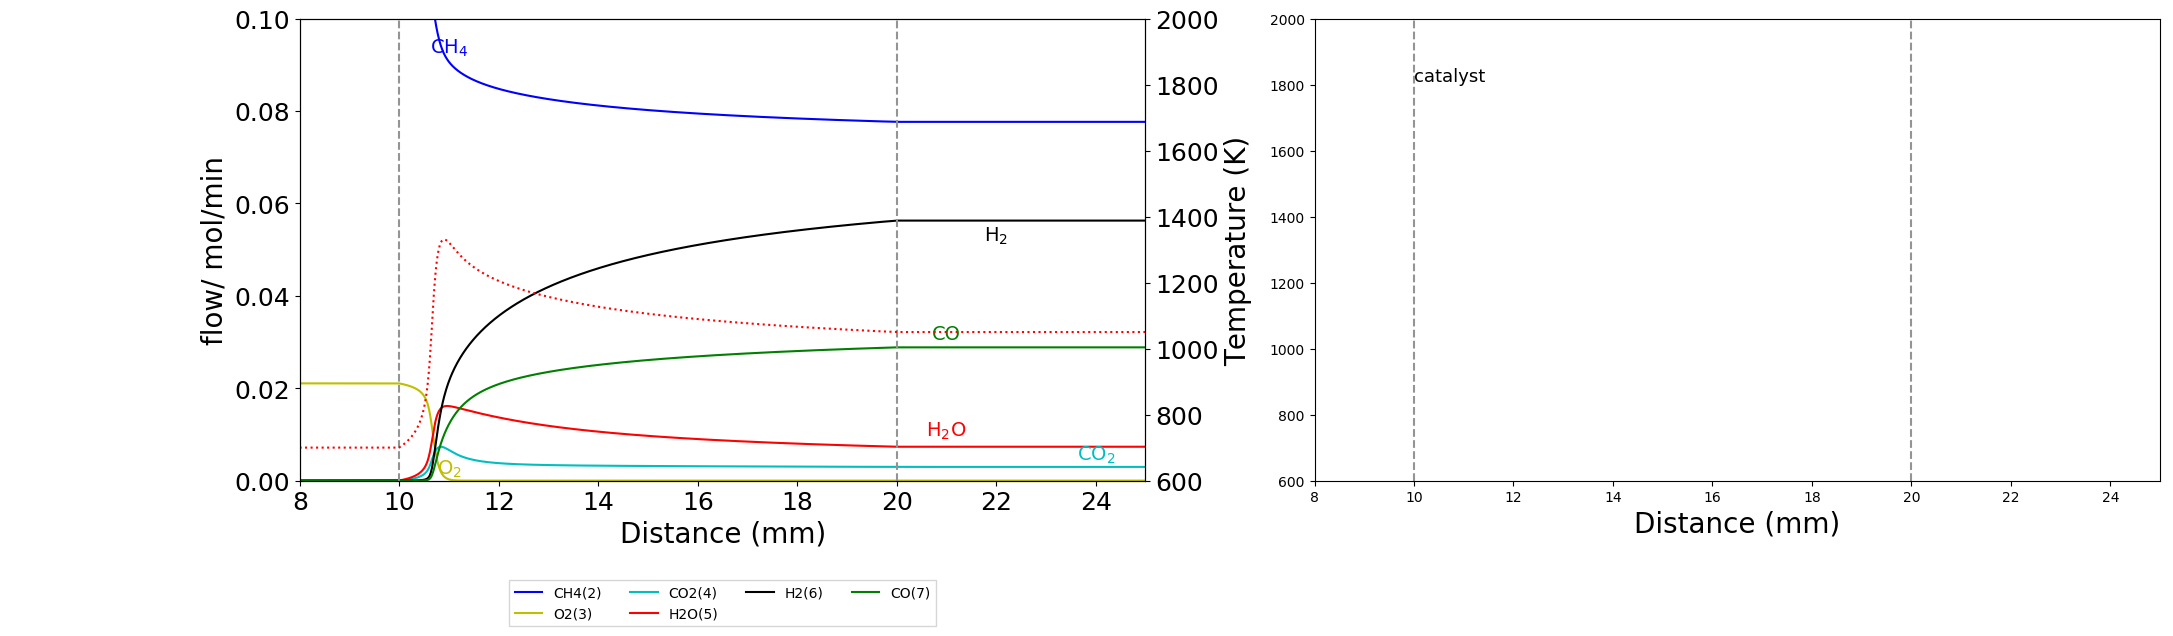 0.10
0.08
0.06
0.04
0.02
0.00
flow/ mol/min
CH₄
H₂
CO
H₂O
CO₂
O₂
8 10 12 14 16 18 20 22 24
Distance (mm)
2000
1800
1600
1400
1200
1000
800
600
Temperature (K)
CH4(2) CO2(4) H2(6) CO(7)
O2(3) H2O(5)
2000
1800
1600
1400
1200
1000
800
600
catalyst
8 10 12 14 16 18 20 22 24
Distance (mm)